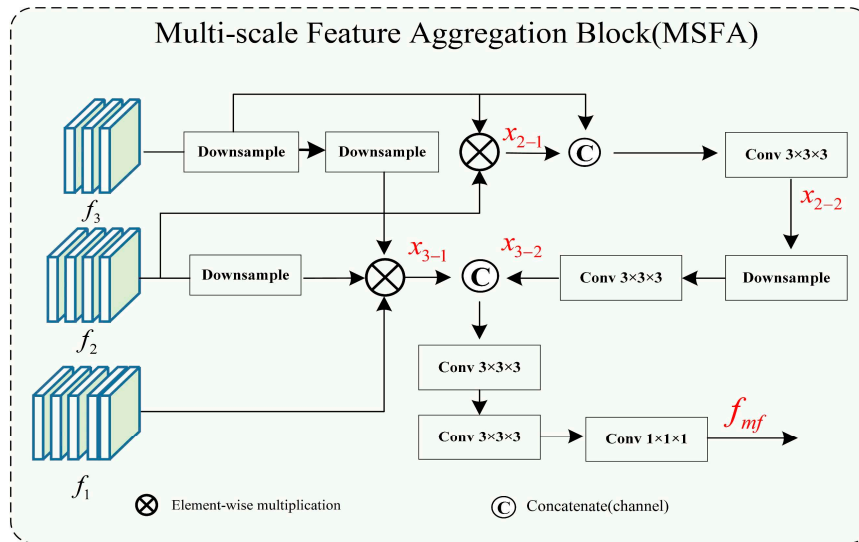 Multi-scale Feature Aggregation Block(MSFA)
f3
Downsample
Downsample
x2−1
C
Conv 3×3×3
x2−2
f2
Downsample
x3−1
C
x3−2
Conv 3×3×3
Downsample
f1
Conv 3×3×3
Conv 3×3×3
Conv 1×1×1
fmf
Element-wise multiplication
C
Concatenate(channel)